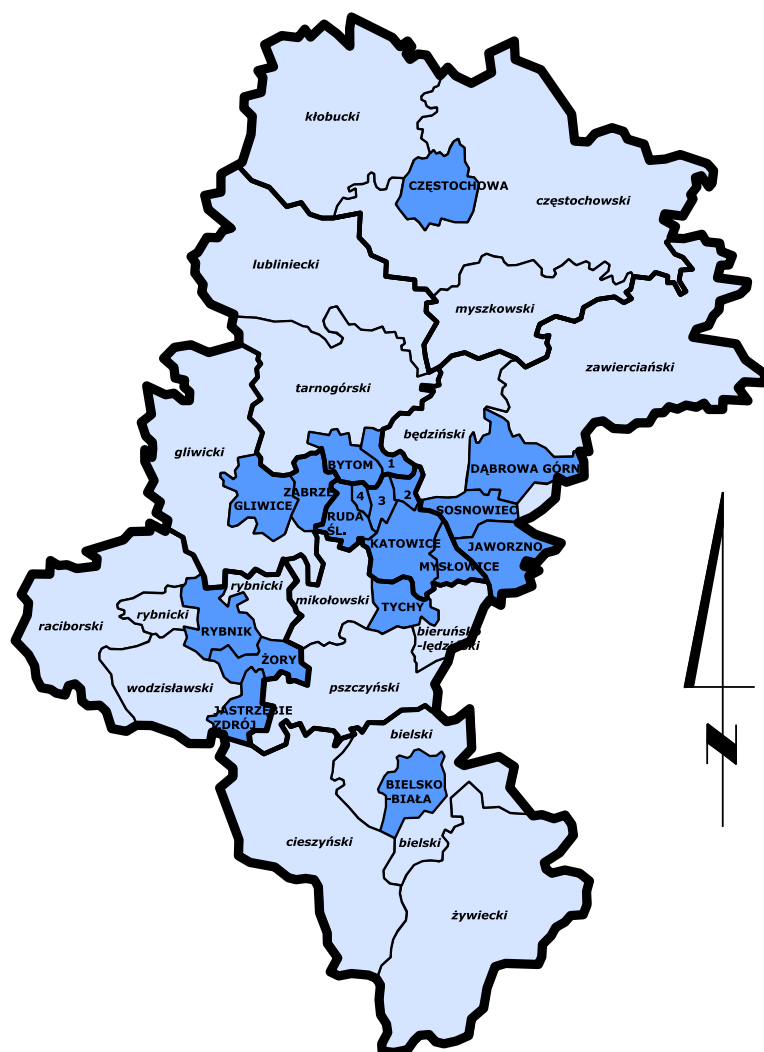 kłobucki
CZĘSTOCHOWA
częstochowski
lubliniecki
myszkowski
zawierciański
tarnogórski
będziński
gliwicki
BYTOM
1
DĄBROWA GÓRN
ZABRZE
GLIWICE
4
3
2
RUDA
ŚL.
SOSNOWIEC
KATOWICE
JAWORZNO
MYSŁOWICE
rybnicki
mikołowski
TYCHY
rybnicki
raciborski
RYBNIK
bieruńsko
-lędziński
ŻORY
wodzisławski
pszczyński
JASTRZĘBIE
ZDRÓJ
bielski
BIELSKO
-BIAŁA
cieszyński
bielski
żywiecki
N